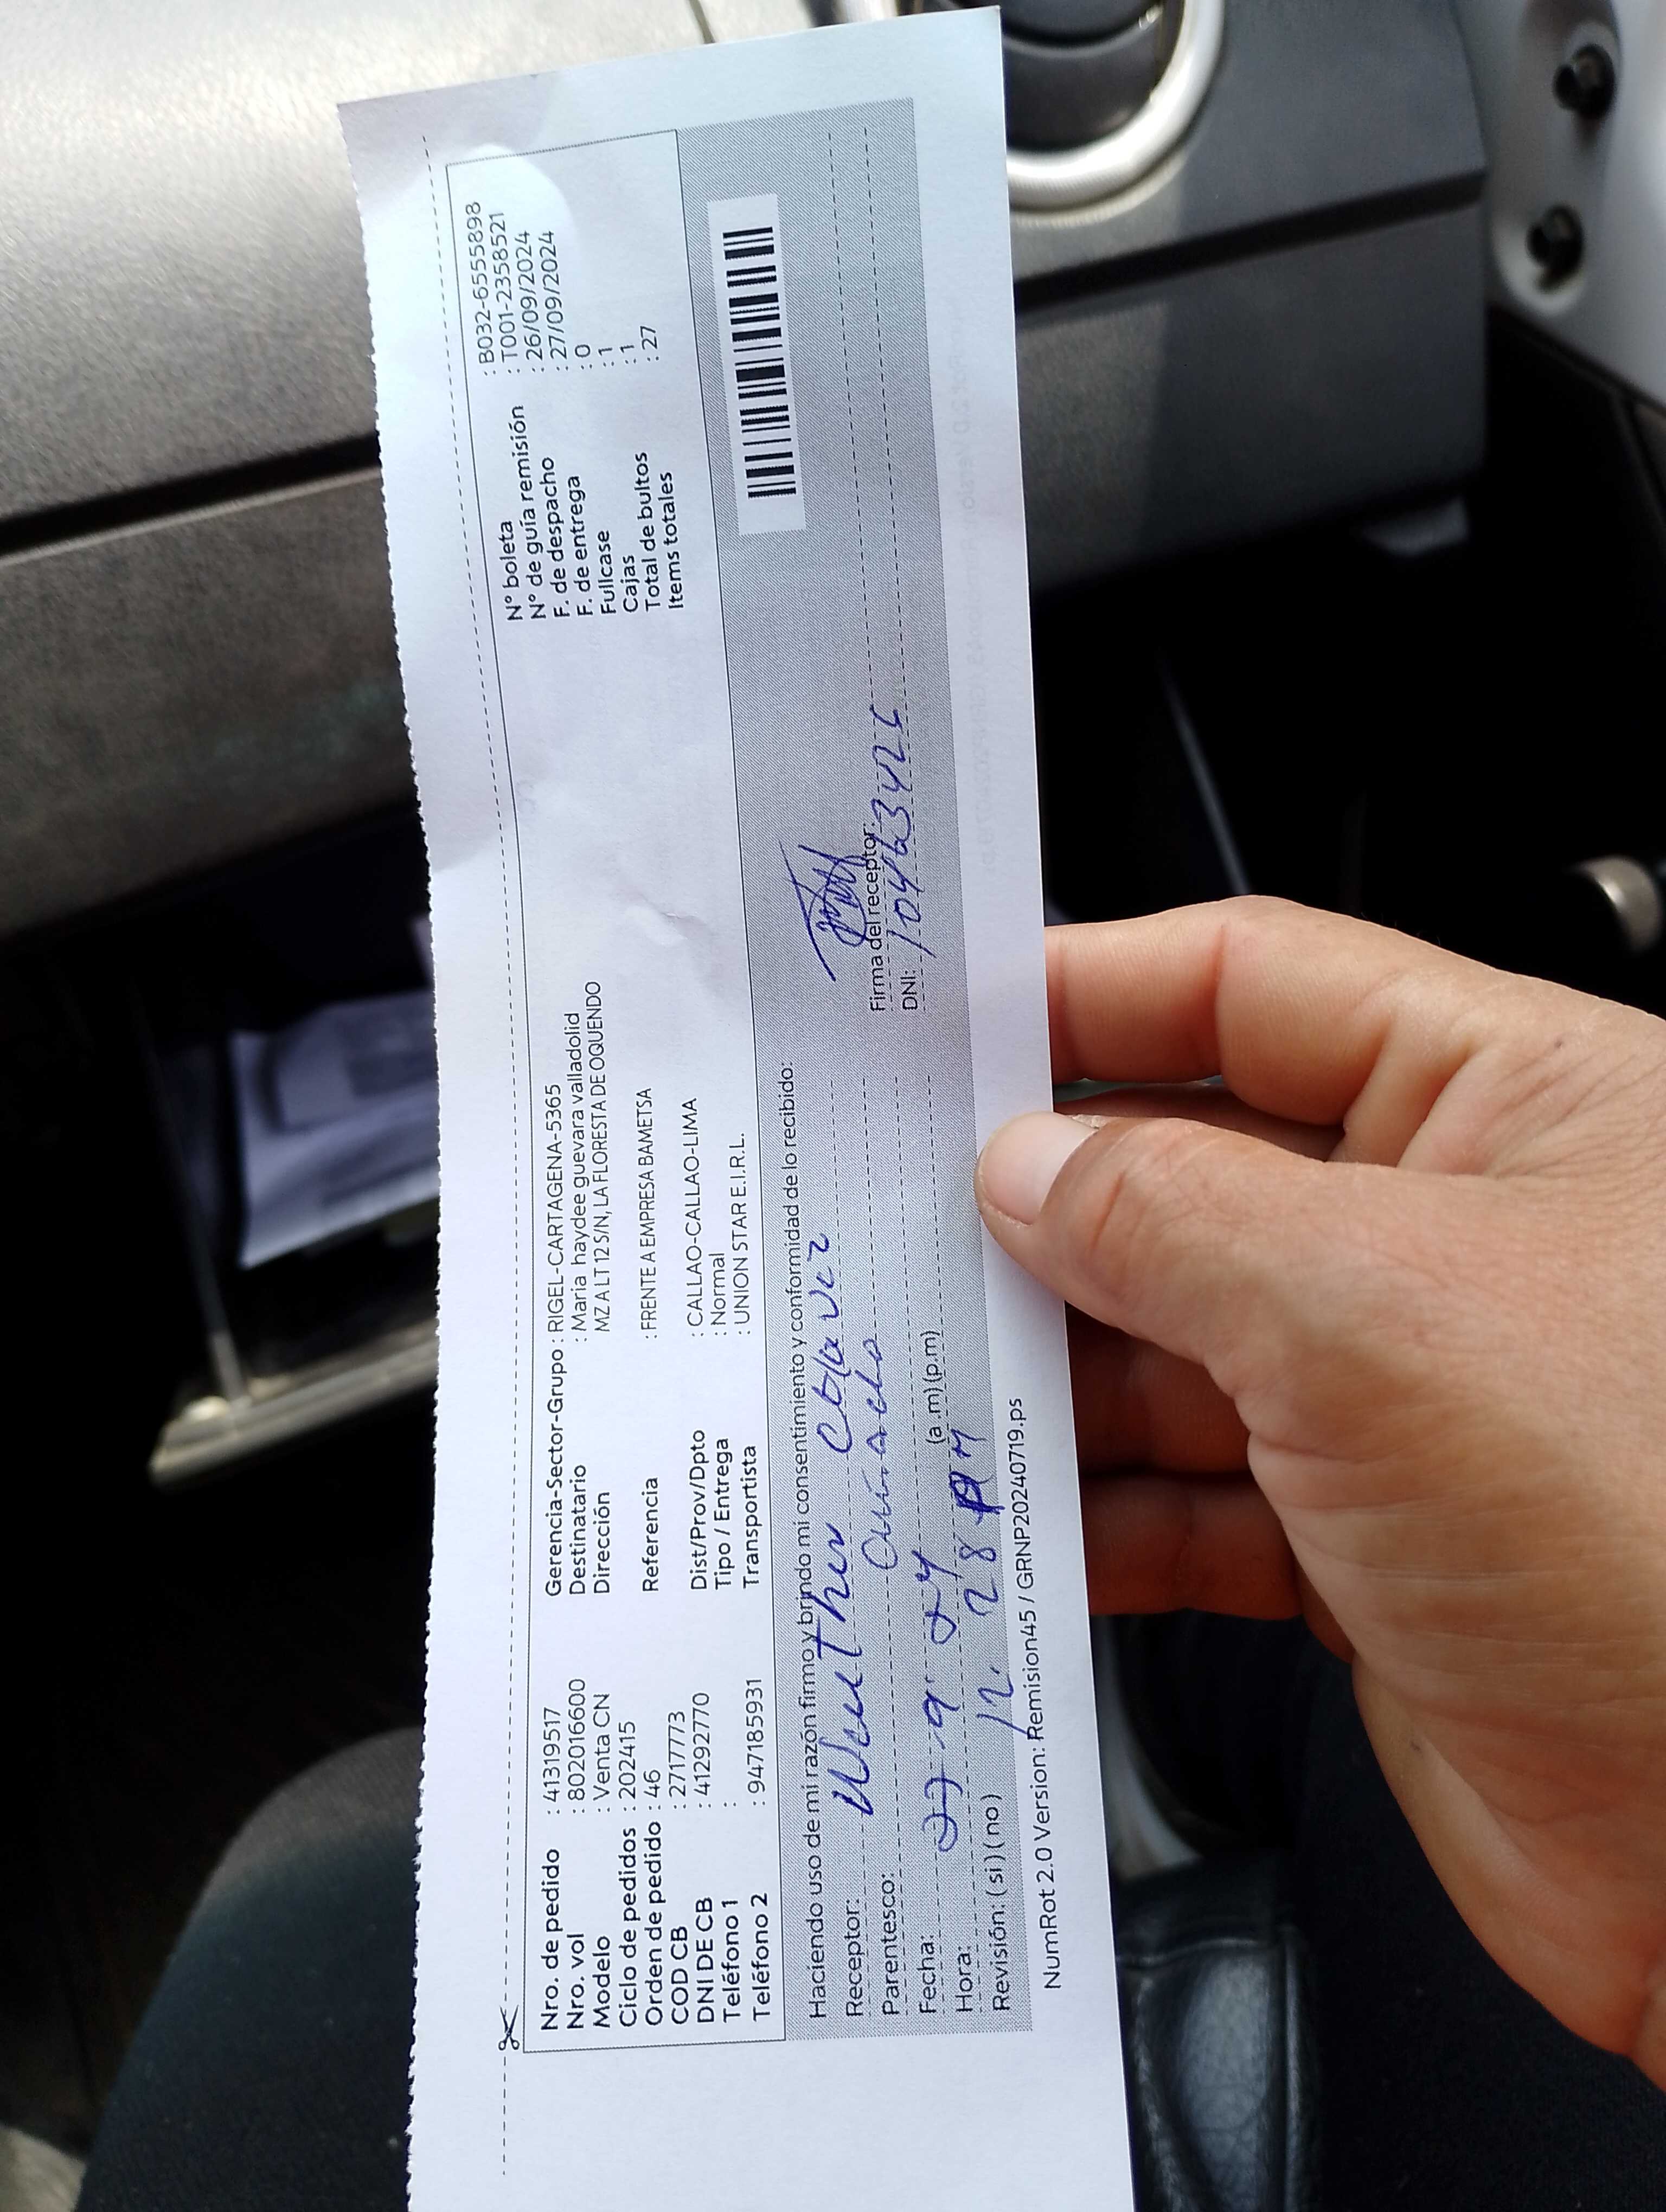 Nro. de pedido : 41319517
Nro. vol : 802016600
Modelo : Venta CN
Ciclo de pedidos : 202415
Orden de pedido : 46
COD CB : 2717773
DNI DE CB : 41292770
Teléfono 1 :
Teléfono 2 : 947185931
Gerencia-Sector-Grupo : RIGEL-CARTAGENA-5365
Destinatario : Maria haydee guevara valladolid
Dirección MZ A LT 12 S/N, LA FLORESTA DE OQUENDO
Referencia : FRENTE A EMPRESA BAMETSA
Dist/Prov/Dpto : CALLAO-CALLAO-LIMA
Tipo / Entrega : Normal
Transportista : UNION STAR E.I.R.L.
N° boleta : B032-6555898
N° de guía remisión : T001-2358521
F. de despacho : 26/09/2024
F. de entrega : 27/09/2024
Fullcase : 0
Cajas : 1
Total de bultos : 1
Items totales : 27
Haciendo uso de mi razón firmo y brindo mi consentimiento y conformidad de lo recibido:
Receptor:
Parentesco:
Fecha: 27 9 24
Hora: 12. 28 AM (a.m) (p.m)
Revisión: ( si ) ( no )
Firma del receptor:
DNI:
NumRot 2.0 Version: Remision45 / GRNP20240719.ps